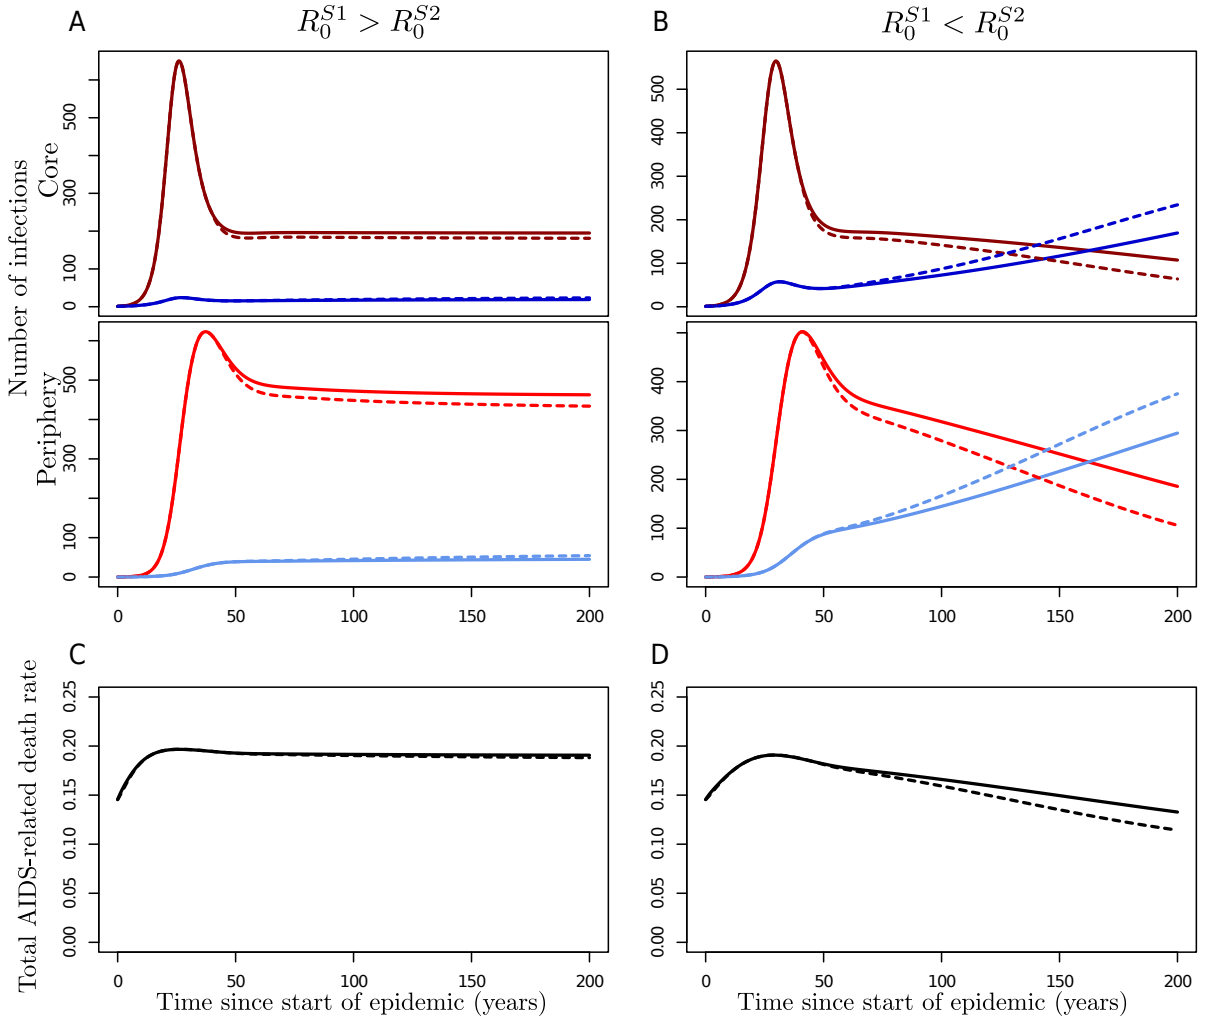 A
R_0^{S1} > R_0^{S2}
B
R_0^{S1} < R_0^{S2}
Number of infections
Core
0
100
300
500
0
100
200
300
400
500
Periphery
0
100
300
500
0
100
200
300
400
0 50 100 150 200
0 50 100 150 200
C
D
Total AIDS-related death rate
0.00
0.05
0.10
0.15
0.20
0.25
0.00
0.05
0.10
0.15
0.20
0.25
0 50 100 150 200
0 50 100 150 200
Time since start of epidemic (years)
Time since start of epidemic (years)